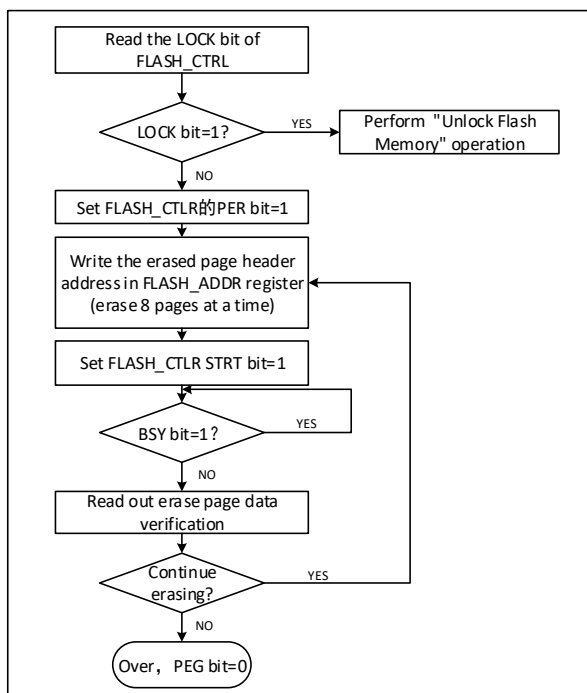 Read the LOCK bit of
FLASH_CTRL
LOCK bit=1?
YES
Perform "Unlock Flash
Memory" operation
NO
Set FLASH_CTLR的PER bit=1
Write the erased page header
address in FLASH_ADDR register
(erase 8 pages at a time)
Set FLASH_CTLR STRT bit=1
BSY bit=1?
YES
NO
Read out erase page data
verification
Continue
erasing?
YES
NO
Over，PEG bit=0